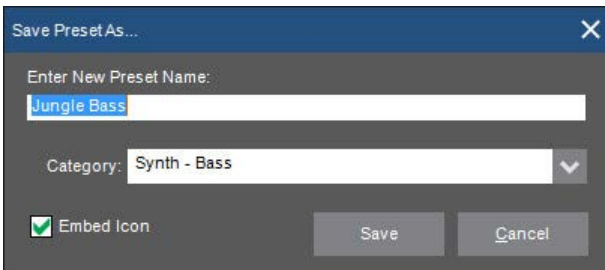 Save Preset As...
Enter New Preset Name:
Jungle Bass
Category: Synth - Bass
Embed Icon Save Cancel